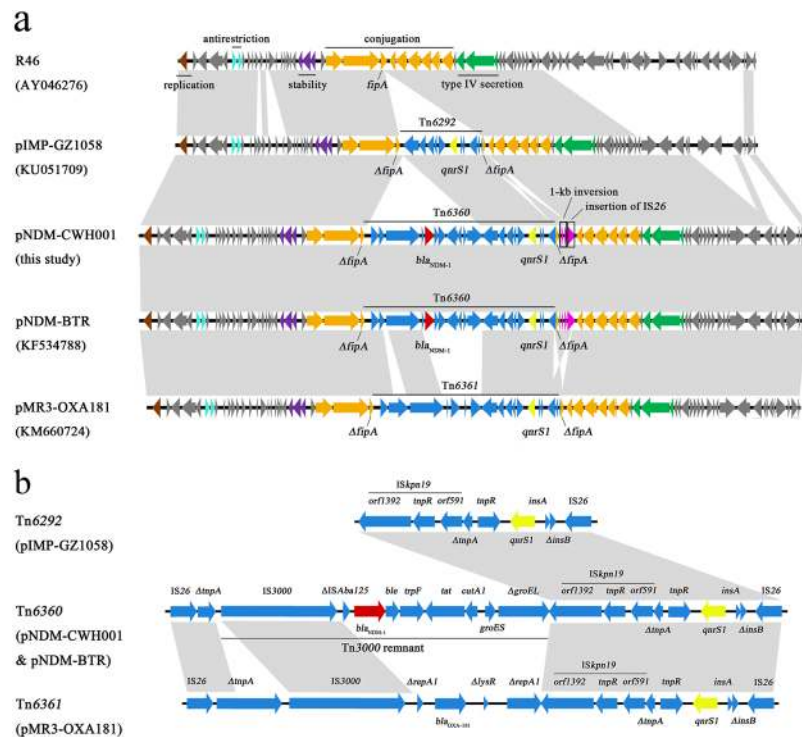 a
antirestriction conjugation
R46
(AY046276)
replication stability fipA type IV secretion
Tn6292
pIMP-GZ1058
(KU051709)
ΔfipA qnrS1 ΔfipA
1-kb inversion
insertion of IS26
Tn6360
pNDM-CWH001
(this study)
ΔfipA blaNDM-1 qnrS1 ΔfipA
Tn6360
pNDM-BTR
(KF534788)
ΔfipA blaNDM-1 qnrS1 ΔfipA
Tn6361
pMR3-OXA181
(KM660724)
ΔfipA qnrS1 ΔfipA
b
ISkpn19
orf1392 tnpR orf591 tnpR insA IS26
Tn6292
(pIMP-GZ1058)
ΔtnpA qnrS1 ΔinsB
ISkpn19
IS26 ΔtnpA IS3000 ΔISAba125 ble trpF tat cutA1 ΔgroEL orf1392 tnpR orf591 tnpR insA IS26
Tn6360
(pNDM-CWH001
& pNDM-BTR)
blaNDM-1 groES ΔtnpA qnrS1 ΔinsB
Tn3000 remnant
ISkpn19
IS26 ΔtnpA IS3000 ΔrepA1 ΔlysR ΔrepA1 orf1392 tnpR orf591 tnpR insA IS26
Tn6361
(pMR3-OXA181)
blaOXA-181 ΔtnpA qnrS1 ΔinsB